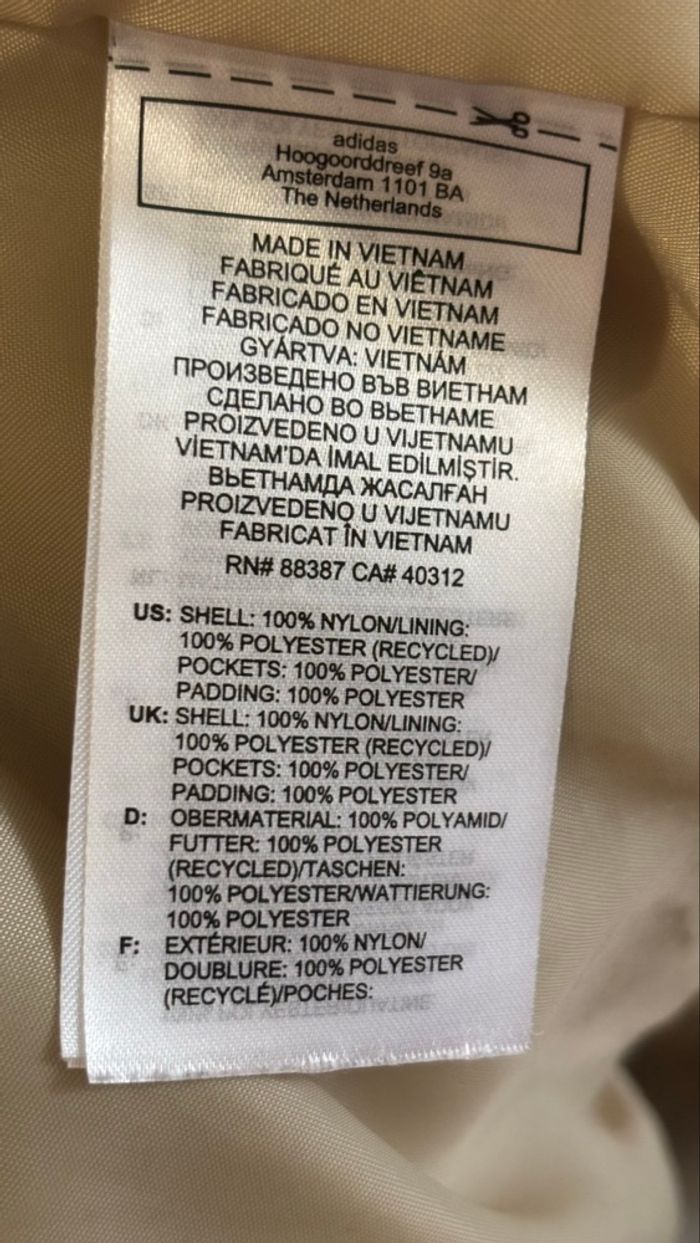 adidas
Hoogoorddreef 9a
Amsterdam 1101 BA
The Netherlands
MADE IN VIETNAM
FABRIQUÉ AU VIÊTNAM
FABRICADO EN VIETNAM
FABRICADO NO VIETNAME
GYÁRTVA: VIETNÁM
ПРОИЗВЕДЕНО ВЪВ ВИЕТНАМ
СДЕЛАНО ВО ВЬЕТНАМЕ
PROIZVEDENO U VIJETNAMU
VİETNAM'DA İMAL EDİLMİŞTİR.
ВЬЕТНАМДА ЖАСАЛҒАН
PROIZVEDENO U VIJETNAMU
FABRICAT ÎN VIETNAM
RN# 88387 CA# 40312
US: SHELL: 100% NYLON/LINING:
100% POLYESTER (RECYCLED)/
POCKETS: 100% POLYESTER/
PADDING: 100% POLYESTER
UK: SHELL: 100% NYLON/LINING:
100% POLYESTER (RECYCLED)/
POCKETS: 100% POLYESTER/
PADDING: 100% POLYESTER
D: OBERMATERIAL: 100% POLYAMID/
FUTTER: 100% POLYESTER
(RECYCLED)/TASCHEN:
100% POLYESTER/WATTIERUNG:
100% POLYESTER
F: EXTÉRIEUR: 100% NYLON/
DOUBLURE: 100% POLYESTER
(RECYCLÉ)/POCHES: